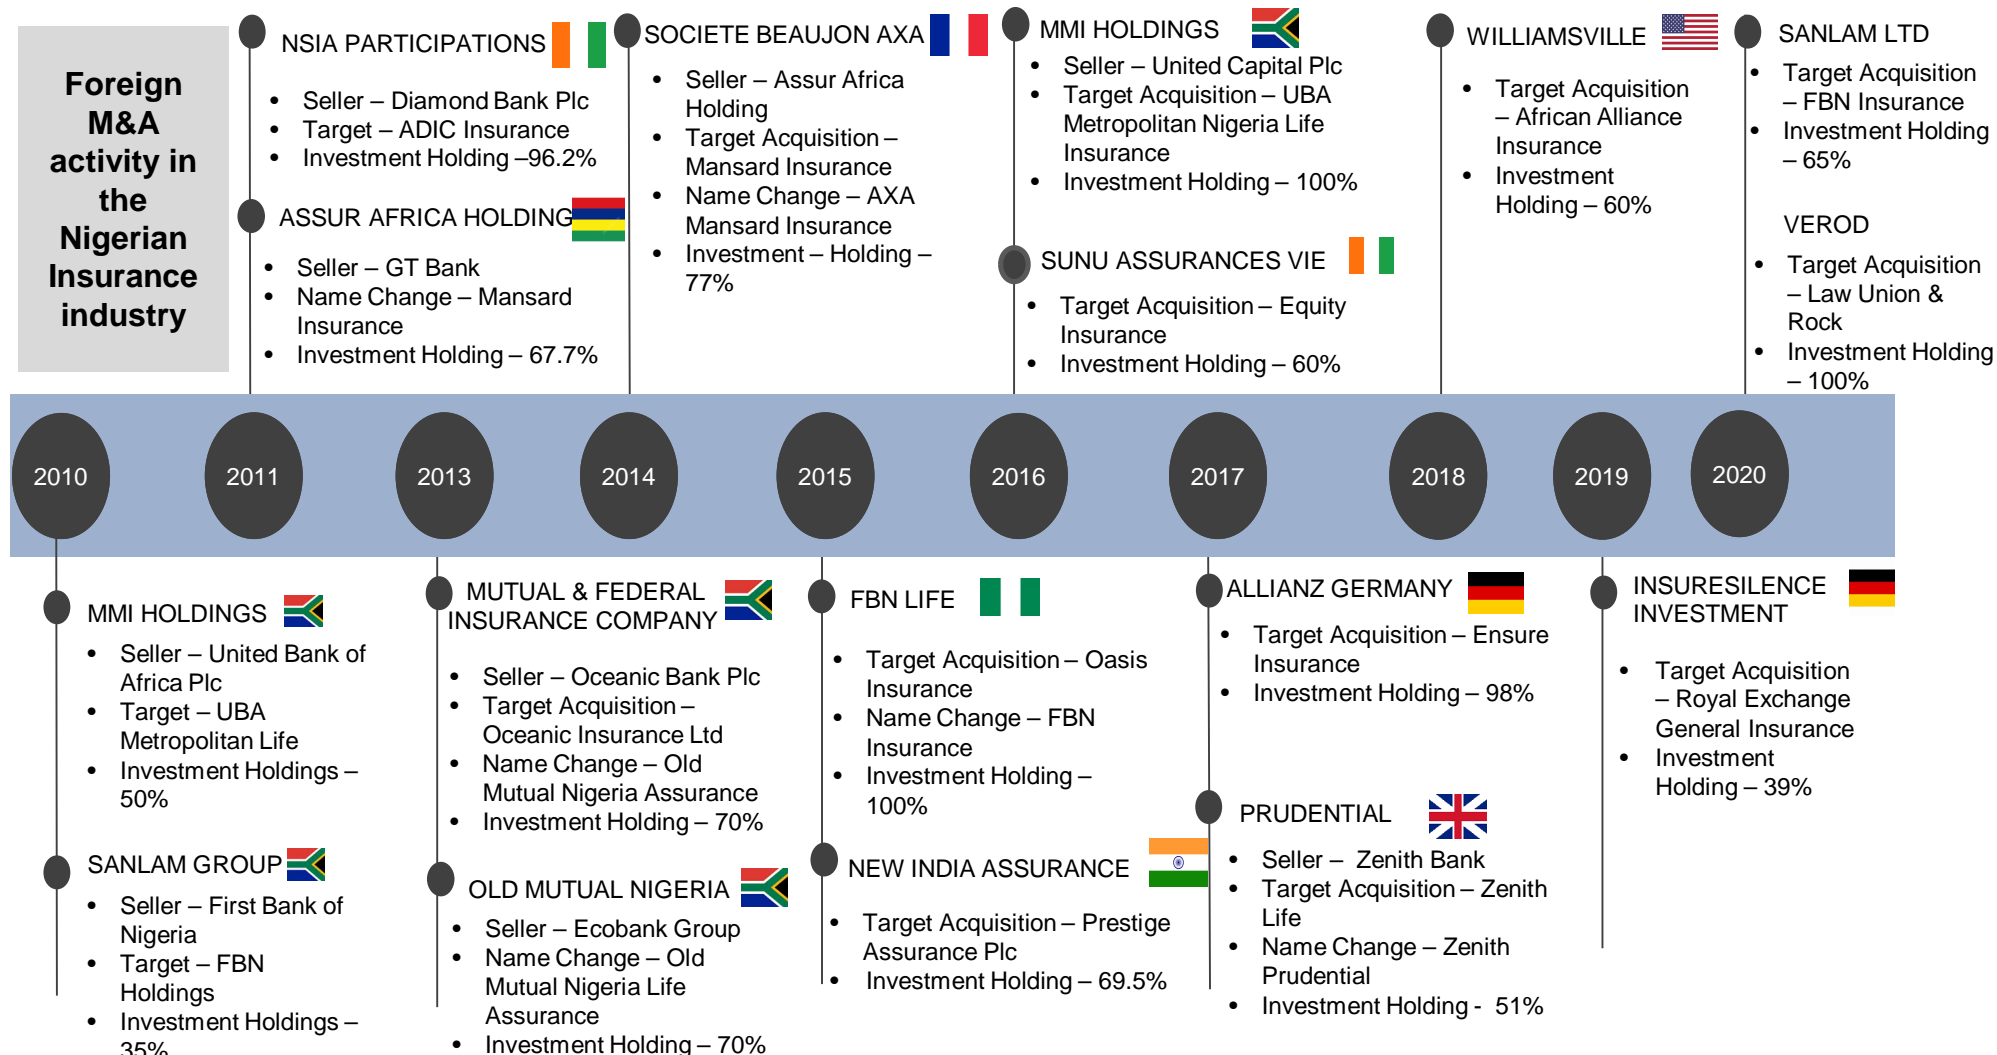 Foreign
M&A
activity in
the
Nigerian
Insurance
industry
NSIA PARTICIPATIONS
• Seller – Diamond Bank Plc
• Target – ADIC Insurance
• Investment Holding –96.2%
ASSUR AFRICA HOLDING
• Seller – GT Bank
• Name Change – Mansard
Insurance
• Investment Holding – 67.7%
SOCIETE BEAUJON AXA
• Seller – Assur Africa
Holding
• Target Acquisition –
Mansard Insurance
• Name Change – AXA
Mansard Insurance
• Investment – Holding –
77%
MMI HOLDINGS
• Seller – United Capital Plc
• Target Acquisition – UBA
Metropolitan Nigeria Life
Insurance
• Investment Holding – 100%
SUNU ASSURANCES VIE
• Target Acquisition – Equity
Insurance
• Investment Holding – 60%
WILLIAMSVILLE
• Target Acquisition
– African Alliance
Insurance
• Investment
Holding – 60%
SANLAM LTD
• Target Acquisition
– FBN Insurance
• Investment Holding
– 65%
VEROD
• Target Acquisition
– Law Union &
Rock
• Investment Holding
– 100%
2010
2011
2013
2014
2015
2016
2017
2018
2019
2020
MMI HOLDINGS
• Seller – United Bank of
Africa Plc
• Target – UBA
Metropolitan Life
• Investment Holdings –
50%
SANLAM GROUP
• Seller – First Bank of
Nigeria
• Target – FBN
Holdings
• Investment Holdings –
35%
MUTUAL & FEDERAL
INSURANCE COMPANY
• Seller – Oceanic Bank Plc
• Target Acquisition –
Oceanic Insurance Ltd
• Name Change – Old
Mutual Nigeria Assurance
• Investment Holding – 70%
OLD MUTUAL NIGERIA
• Seller – Ecobank Group
• Name Change – Old
Mutual Nigeria Life
Assurance
• Investment Holding – 70%
FBN LIFE
• Target Acquisition – Oasis
Insurance
• Name Change – FBN
Insurance
• Investment Holding –
100%
NEW INDIA ASSURANCE
• Target Acquisition – Prestige
Assurance Plc
• Investment Holding – 69.5%
ALLIANZ GERMANY
• Target Acquisition – Ensure
Insurance
• Investment Holding – 98%
PRUDENTIAL
• Seller – Zenith Bank
• Target Acquisition – Zenith
Life
• Name Change – Zenith
Prudential
• Investment Holding - 51%
INSURESILENCE
INVESTMENT
• Target Acquisition
– Royal Exchange
General Insurance
• Investment
Holding – 39%